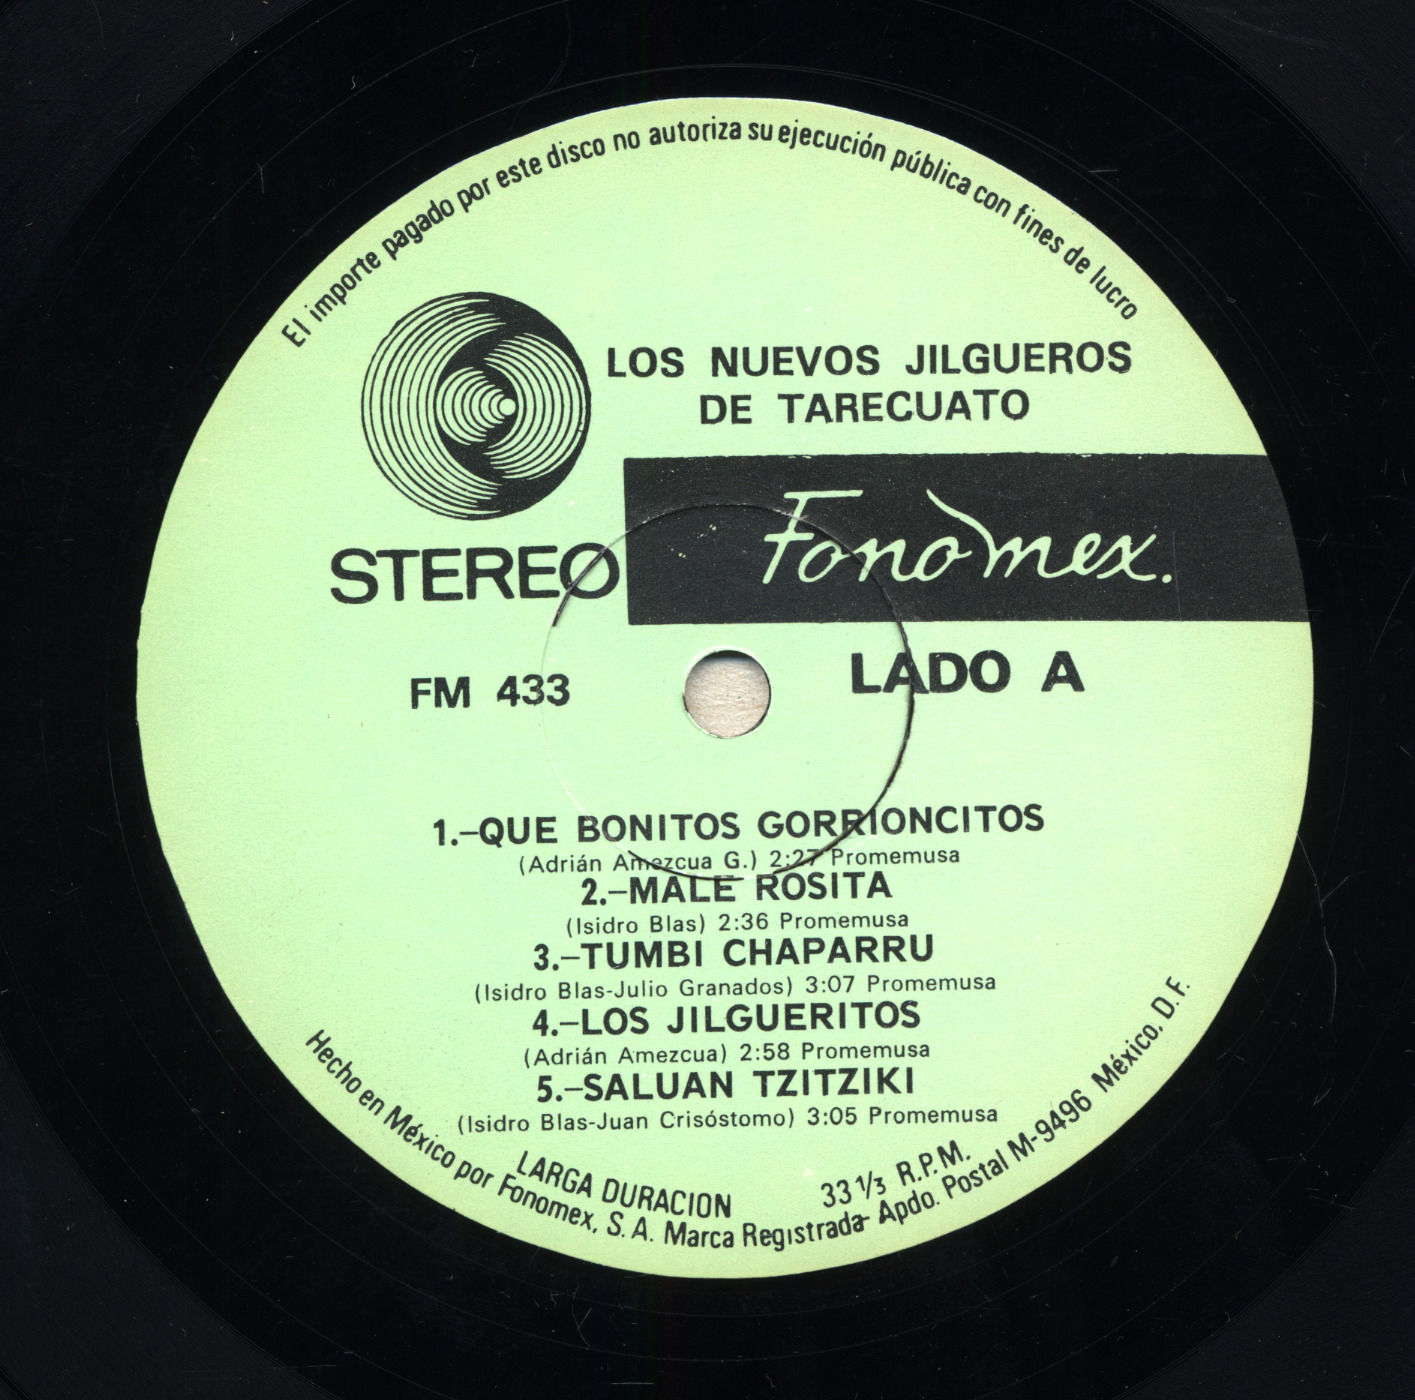 El importe pagado por este disco no autoriza su ejecución pública con fines de lucro
LOS NUEVOS JILGUEROS
DE TARECUATO
Fonomex.
STEREO
FM 433
LADO A
1.-QUE BONITOS GORRIONCITOS
(Adrián Amezcua G.) 2:27 Promemusa
2.-MALE ROSITA
(Isidro Blas) 2:36 Promemusa
3.-TUMBI CHAPARRU
(Isidro Blas-Julio Granados) 3:07 Promemusa
4.-LOS JILGUERITOS
(Adrián Amezcua) 2:58 Promemusa
5.-SALUAN TZITZIKI
(Isidro Blas-Juan Crisóstomo) 3:05 Promemusa
LARGA DURACION
33 1/3 R.P.M.
Hecho en México por Fonomex, S.A. Marca Registrada- Apdo. Postal M-9496 México, D.F.